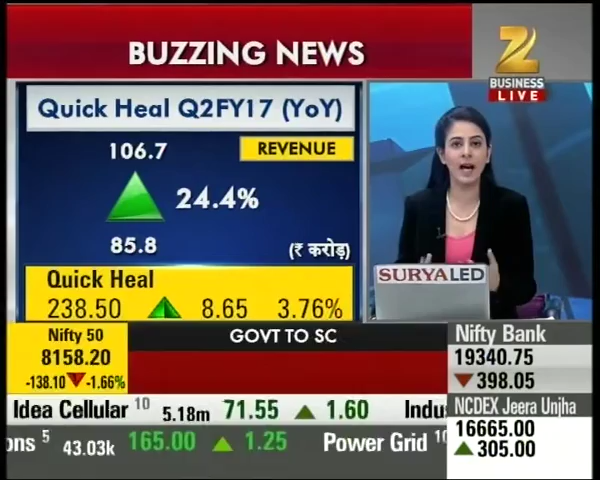 BUZZING NEWS
Z
BUSINESS
LIVE
Quick Heal Q2FY17 (YoY)
106.7
REVENUE
24.4%
85.8
(₹ करोड़)
Quick Heal
238.50 8.65 3.76%
SURYA LED
Nifty 50
8158.20
-138.10 -1.66%
GOVT TO SC
Nifty Bank
19340.75
398.05
Idea Cellular 10 5.18m 71.55 1.60 Indus
NCDEX Jeera Unjha
16665.00
305.00
ons 5 43.03k 165.00 1.25 Power Grid 10